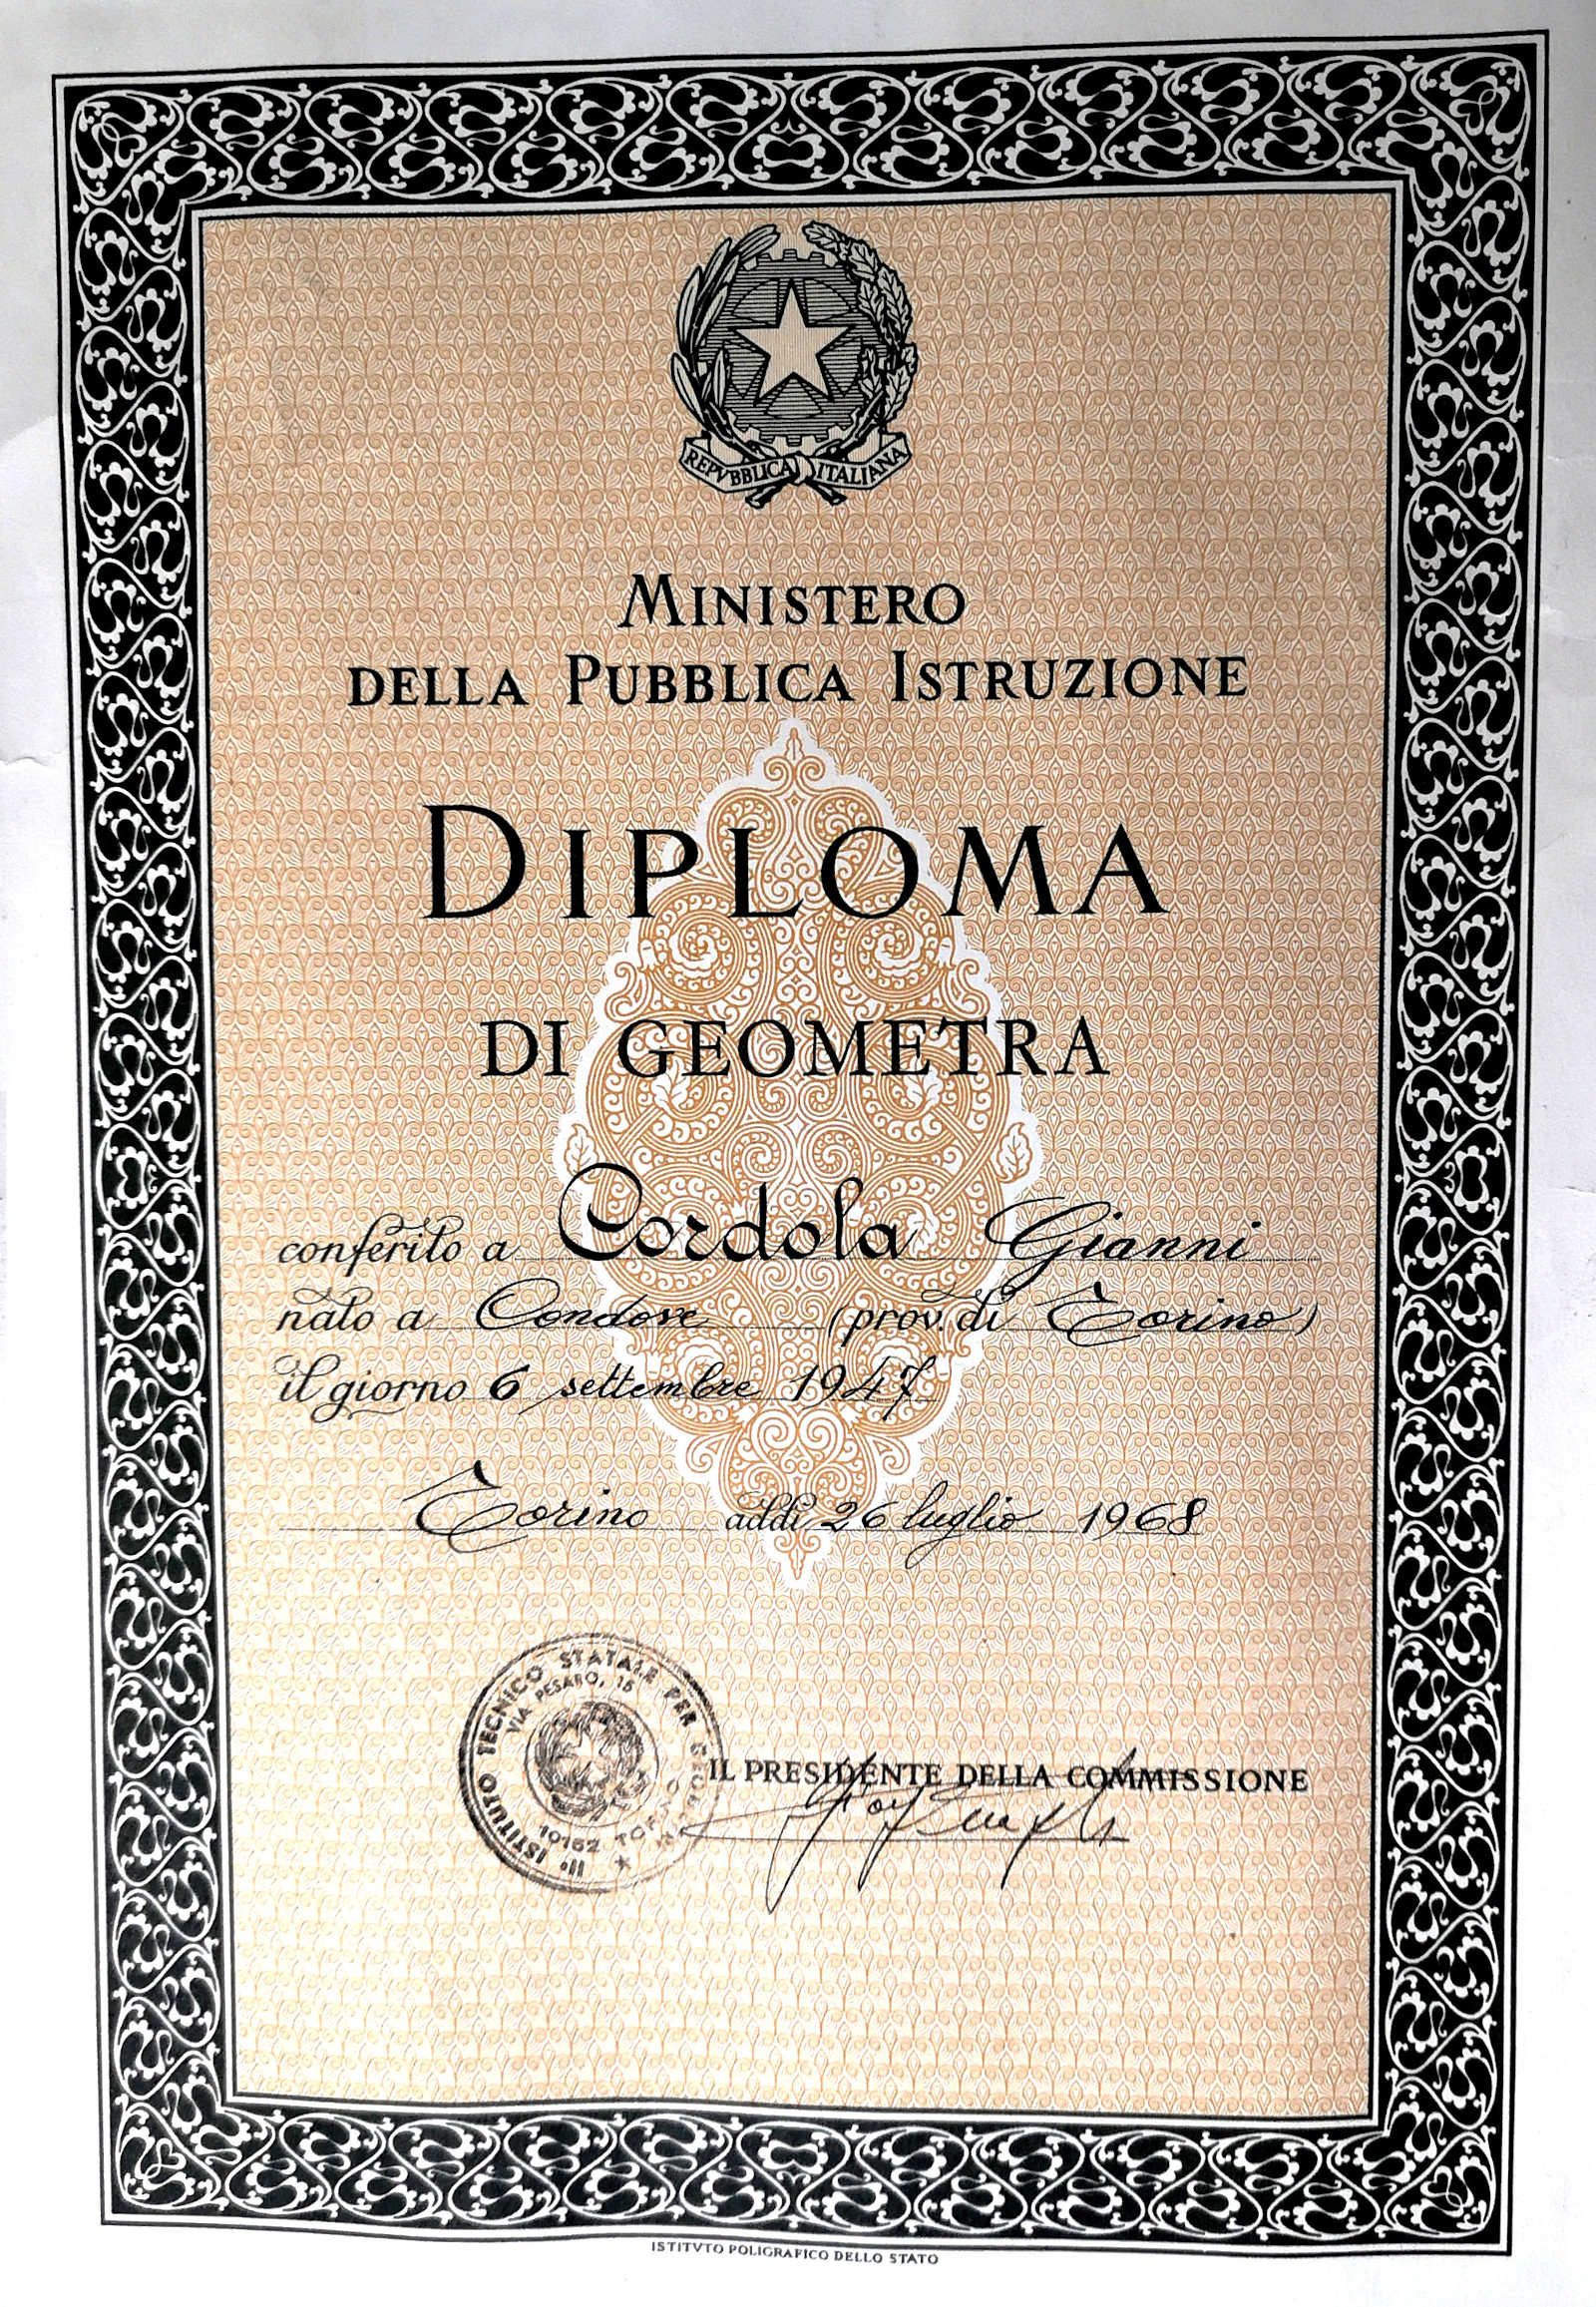 REPVBBLICA ITALIANA
MINISTERO
DELLA PUBBLICA ISTRUZIONE
DIPLOMA
DI GEOMETRA
conferito a Cordola Gianni
nato a Condove (prov. di Torino)
il giorno 6 settembre 1947
Torino addì 26 luglio 1968
II° ISTITUTO TECNICO STATALE PER GEOMETRI
VIA PESARO, 15
10152 TORINO
IL PRESIDENTE DELLA COMMISSIONE
ISTITVTO POLIGRAFICO DELLO STATO